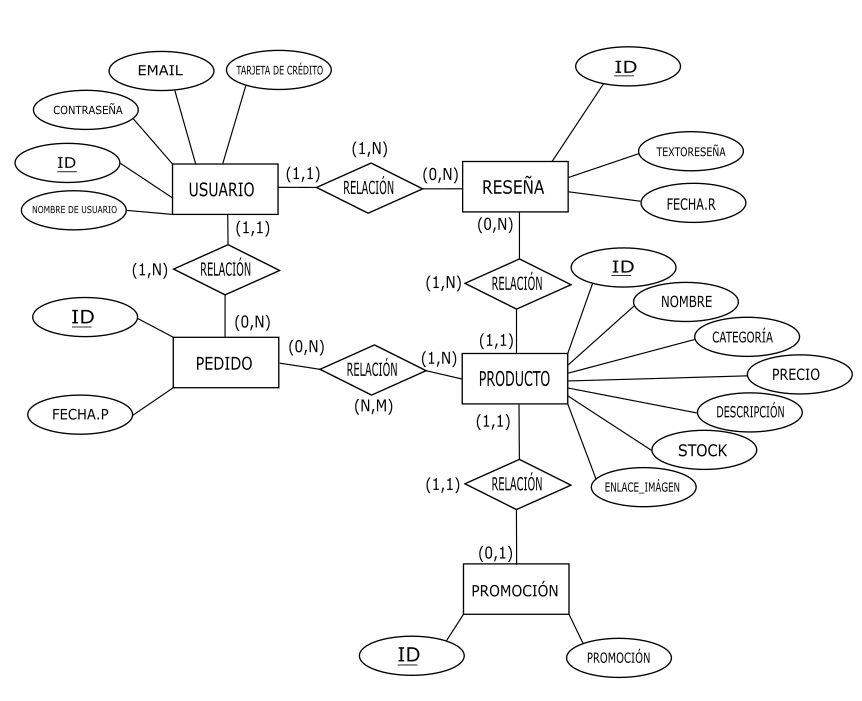 EMAIL
TARJETA DE CRÉDITO
ID
CONTRASEÑA
(1,N)
TEXTORESEÑA
ID
(1,1)
(0,N)
USUARIO
RELACIÓN
RESEÑA
NOMBRE DE USUARIO
FECHA.R
(1,1)
(0,N)
(1,N)
RELACIÓN
ID
(1,N)
RELACIÓN
NOMBRE
ID
(0,N)
CATEGORÍA
(1,1)
(0,N)
(1,N)
PEDIDO
RELACIÓN
PRODUCTO
PRECIO
(N,M)
FECHA.P
DESCRIPCIÓN
(1,1)
STOCK
(1,1)
RELACIÓN
ENLACE_IMÁGEN
(0,1)
PROMOCIÓN
ID
PROMOCIÓN